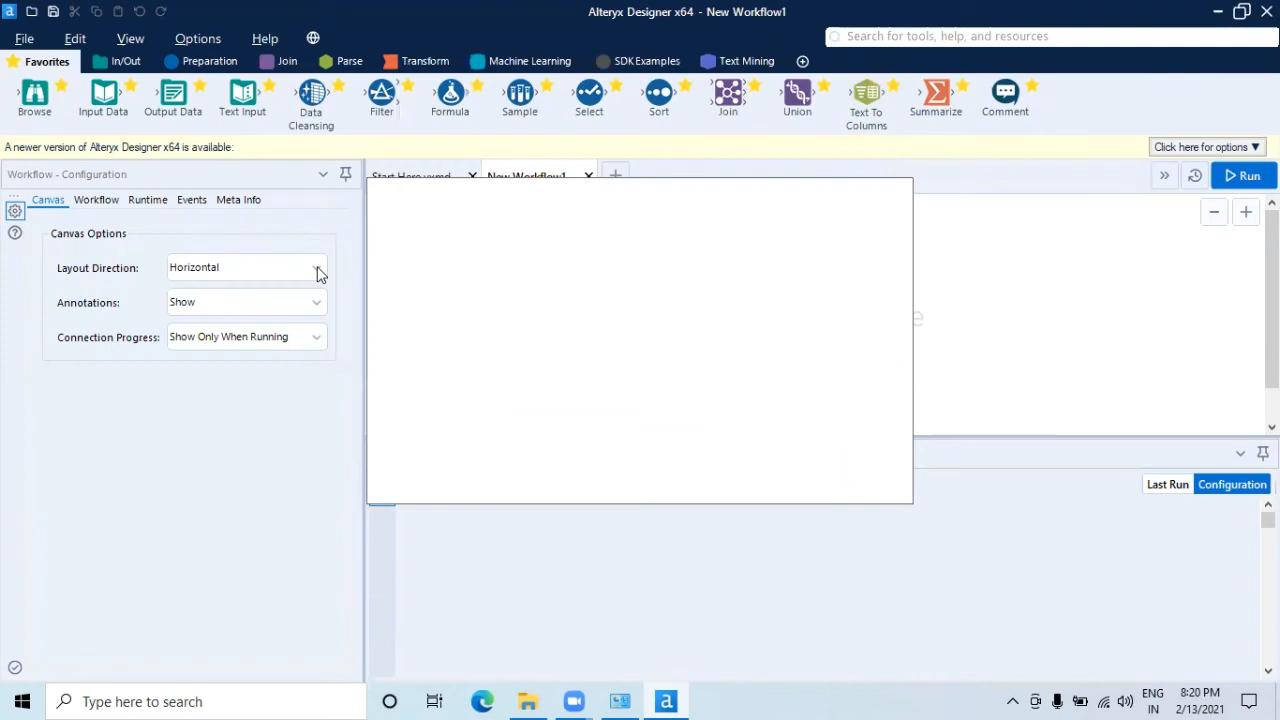 Alteryx Designer x64 - New Workflow1
File Edit View Options Help
Search for tools, help, and resources
Favorites In/Out Preparation Join Parse Transform Machine Learning SDK Examples Text Mining
Browse Input Data Output Data Text Input Data Cleansing Filter Formula Sample Select Sort Join Union Text To Columns Summarize Comment
A newer version of Alteryx Designer x64 is available:
Click here for options ▼
Workflow - Configuration
New Workflow1
Run
Canvas Workflow Runtime Events Meta Info
Canvas Options
Layout Direction: Horizontal
Annotations: Show
Connection Progress: Show Only When Running
Last Run Configuration
Type here to search
ENG
IN
8:20 PM
2/13/2021